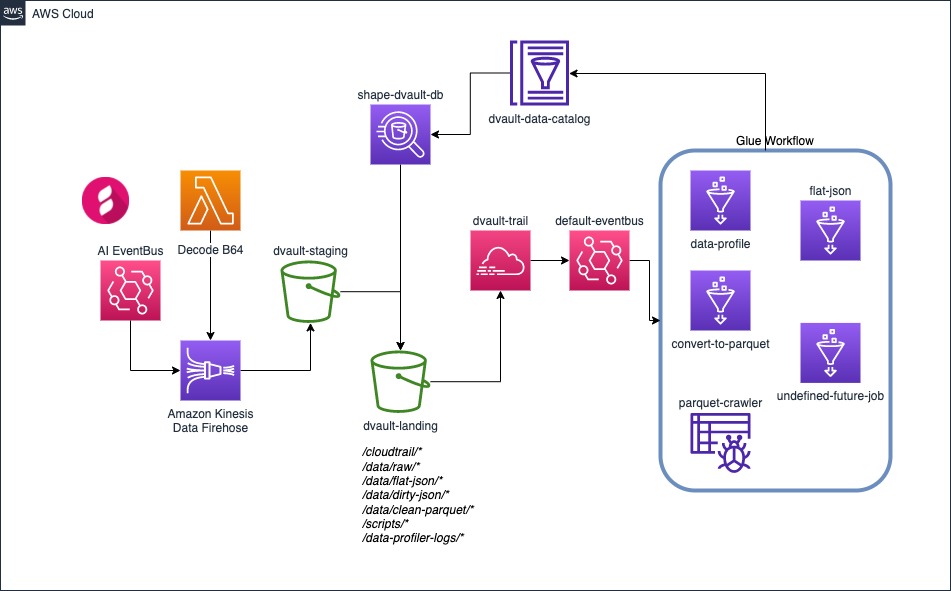 aws
AWS Cloud
shape-dvault-db
dvault-data-catalog
Glue Workflow
AI EventBus
Decode B64
dvault-staging
dvault-trail
default-eventbus
data-profile
flat-json
convert-to-parquet
undefined-future-job
parquet-crawler
Amazon Kinesis
Data Firehose
dvault-landing
/cloudtrail/*
/data/raw/*
/data/flat-json/*
/data/dirty-json/*
/data/clean-parquet/*
/scripts/*
/data-profiler-logs/*